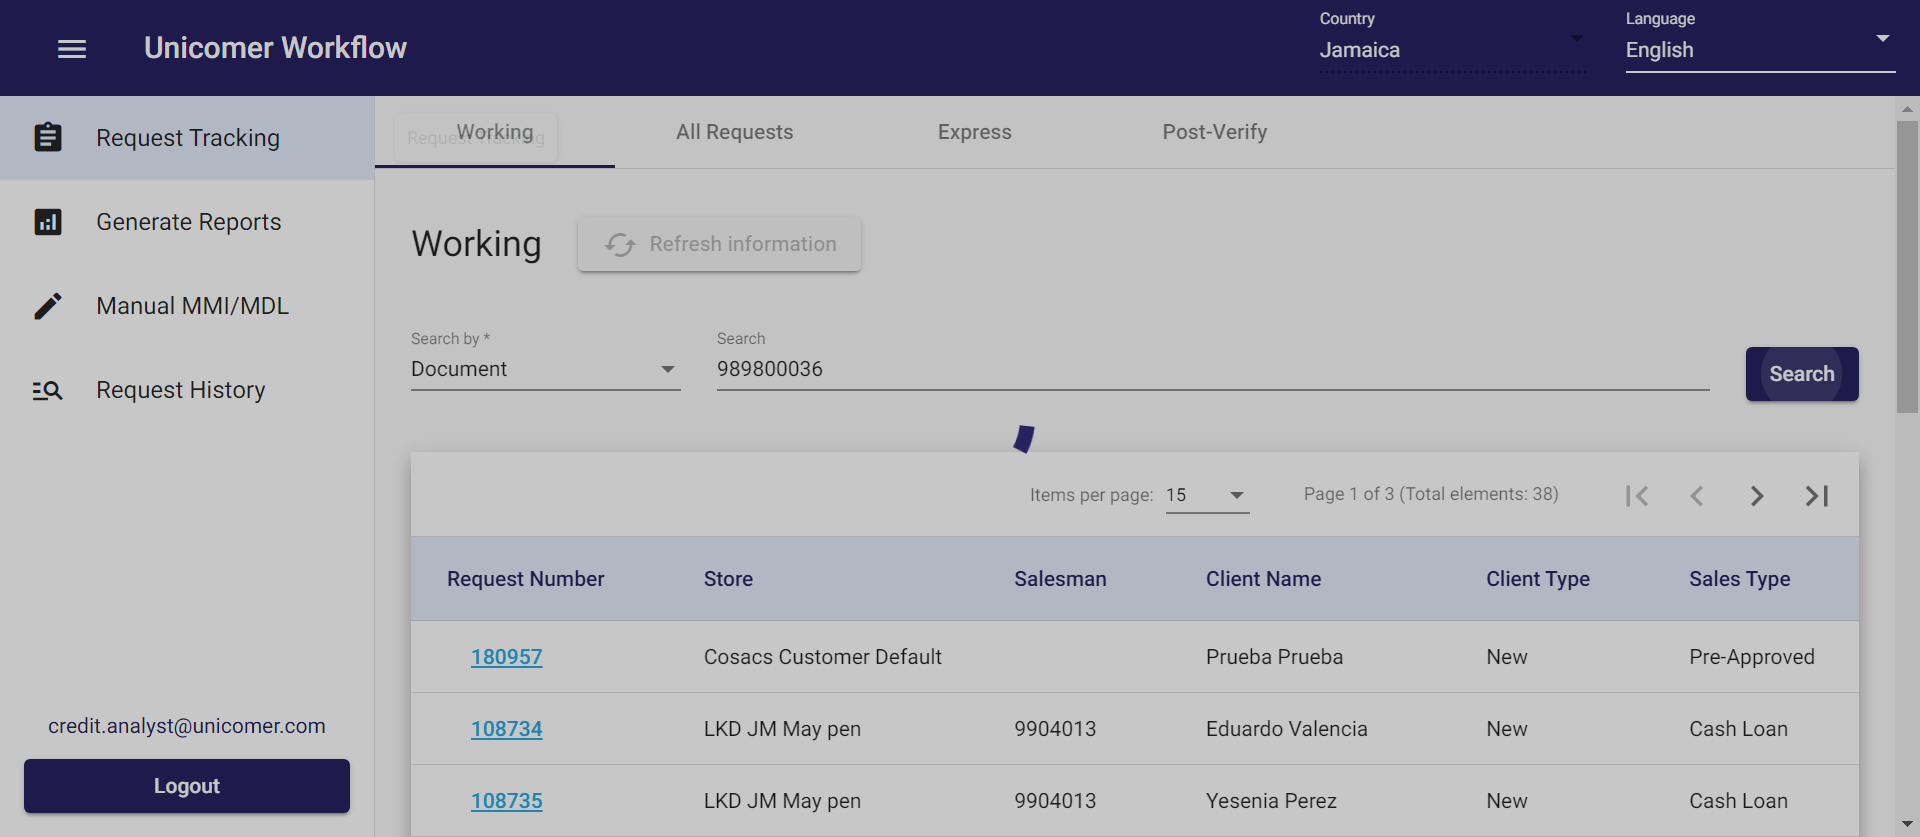 Unicomer Workflow
Country
Jamaica
Language
English
Request Tracking
Generate Reports
Manual MMI/MDL
Request History
credit.analyst@unicomer.com
Logout
Request Tracking
Working
All Requests
Express
Post-Verify
Working
Refresh information
Search by *
Document
Search
989800036
Search
Items per page: 15
Page 1 of 3 (Total elements: 38)
Request Number Store Salesman Client Name Client Type Sales Type
180957 Cosacs Customer Default Prueba Prueba New Pre-Approved
108734 LKD JM May pen 9904013 Eduardo Valencia New Cash Loan
108735 LKD JM May pen 9904013 Yesenia Perez New Cash Loan